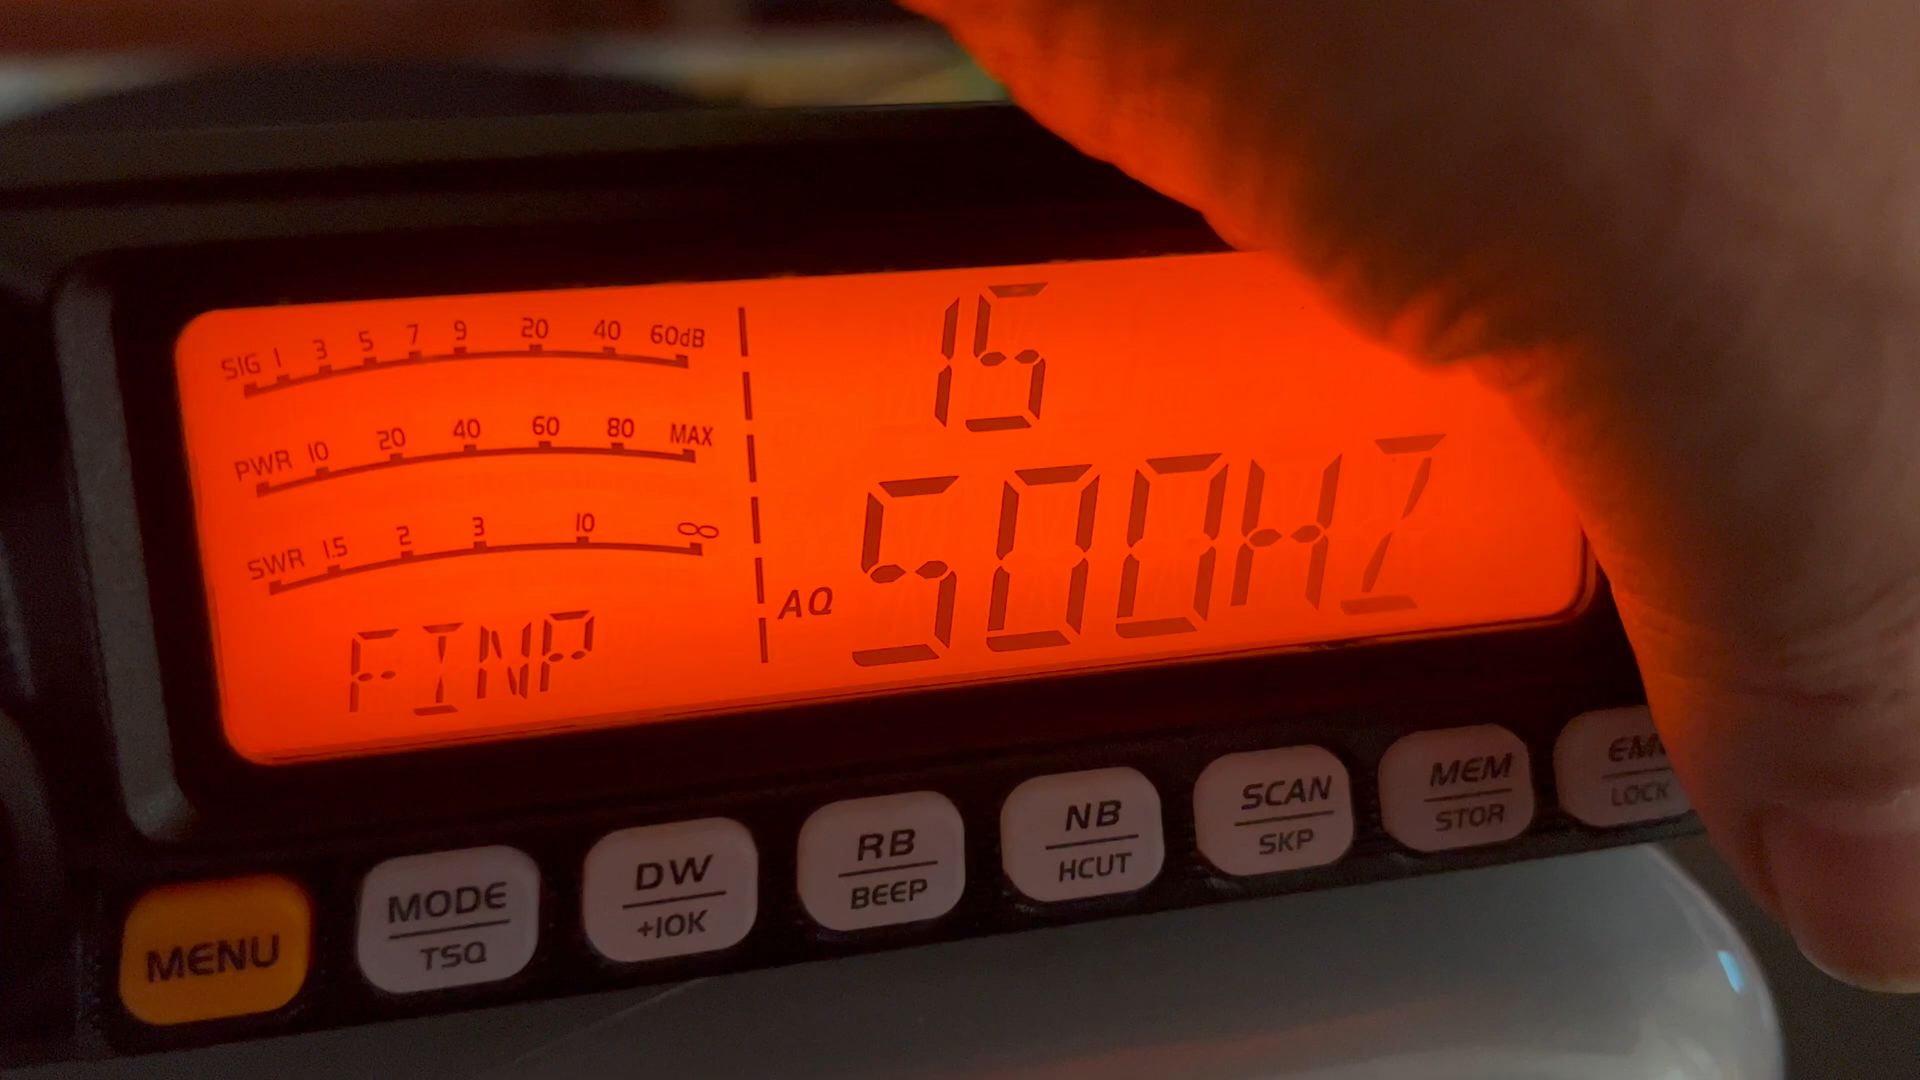 SIG 1 3 5 7 9 20 40 60dB
PWR 10 20 40 60 80 MAX
SWR 1.5 2 3 10 ∞
FINP
15
AQ 500HZ
MENU
MODE
TSQ
DW
+10K
RB
BEEP
NB
HCUT
SCAN
SKP
MEM
STOR
LOCK